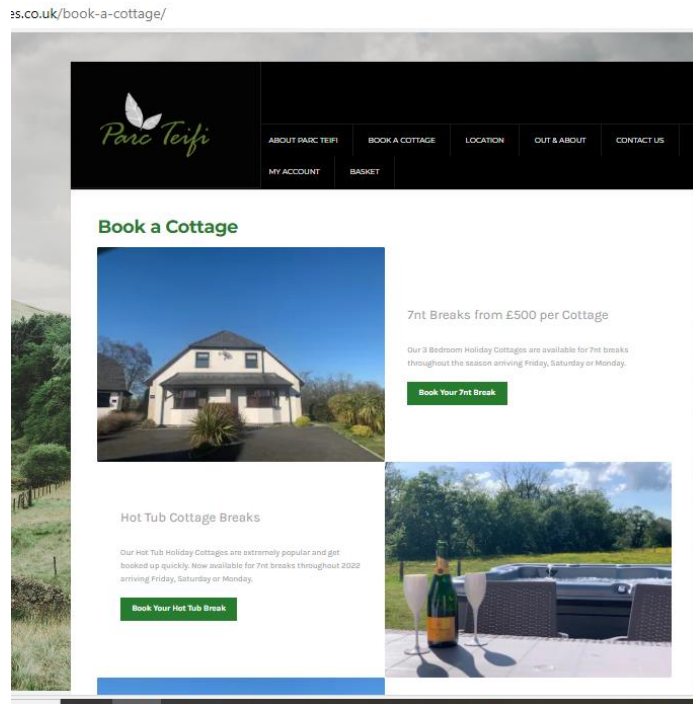 es.co.uk/book-a-cottage/
Parc Teifi
ABOUT PARC TEIFI BOOK A COTTAGE LOCATION OUT & ABOUT CONTACT US
MY ACCOUNT BASKET
Book a Cottage
7nt Breaks from £500 per Cottage
Our 3 Bedroom Holiday Cottages are available for 7nt breaks
throughout the season arriving Friday, Saturday or Monday.
Book Your 7nt Break
Hot Tub Cottage Breaks
Our Hot Tub Holiday Cottages are extremely popular and get
booked up quickly. Now available for 7nt breaks throughout 2022
arriving Friday, Saturday or Monday.
Book Your Hot Tub Break